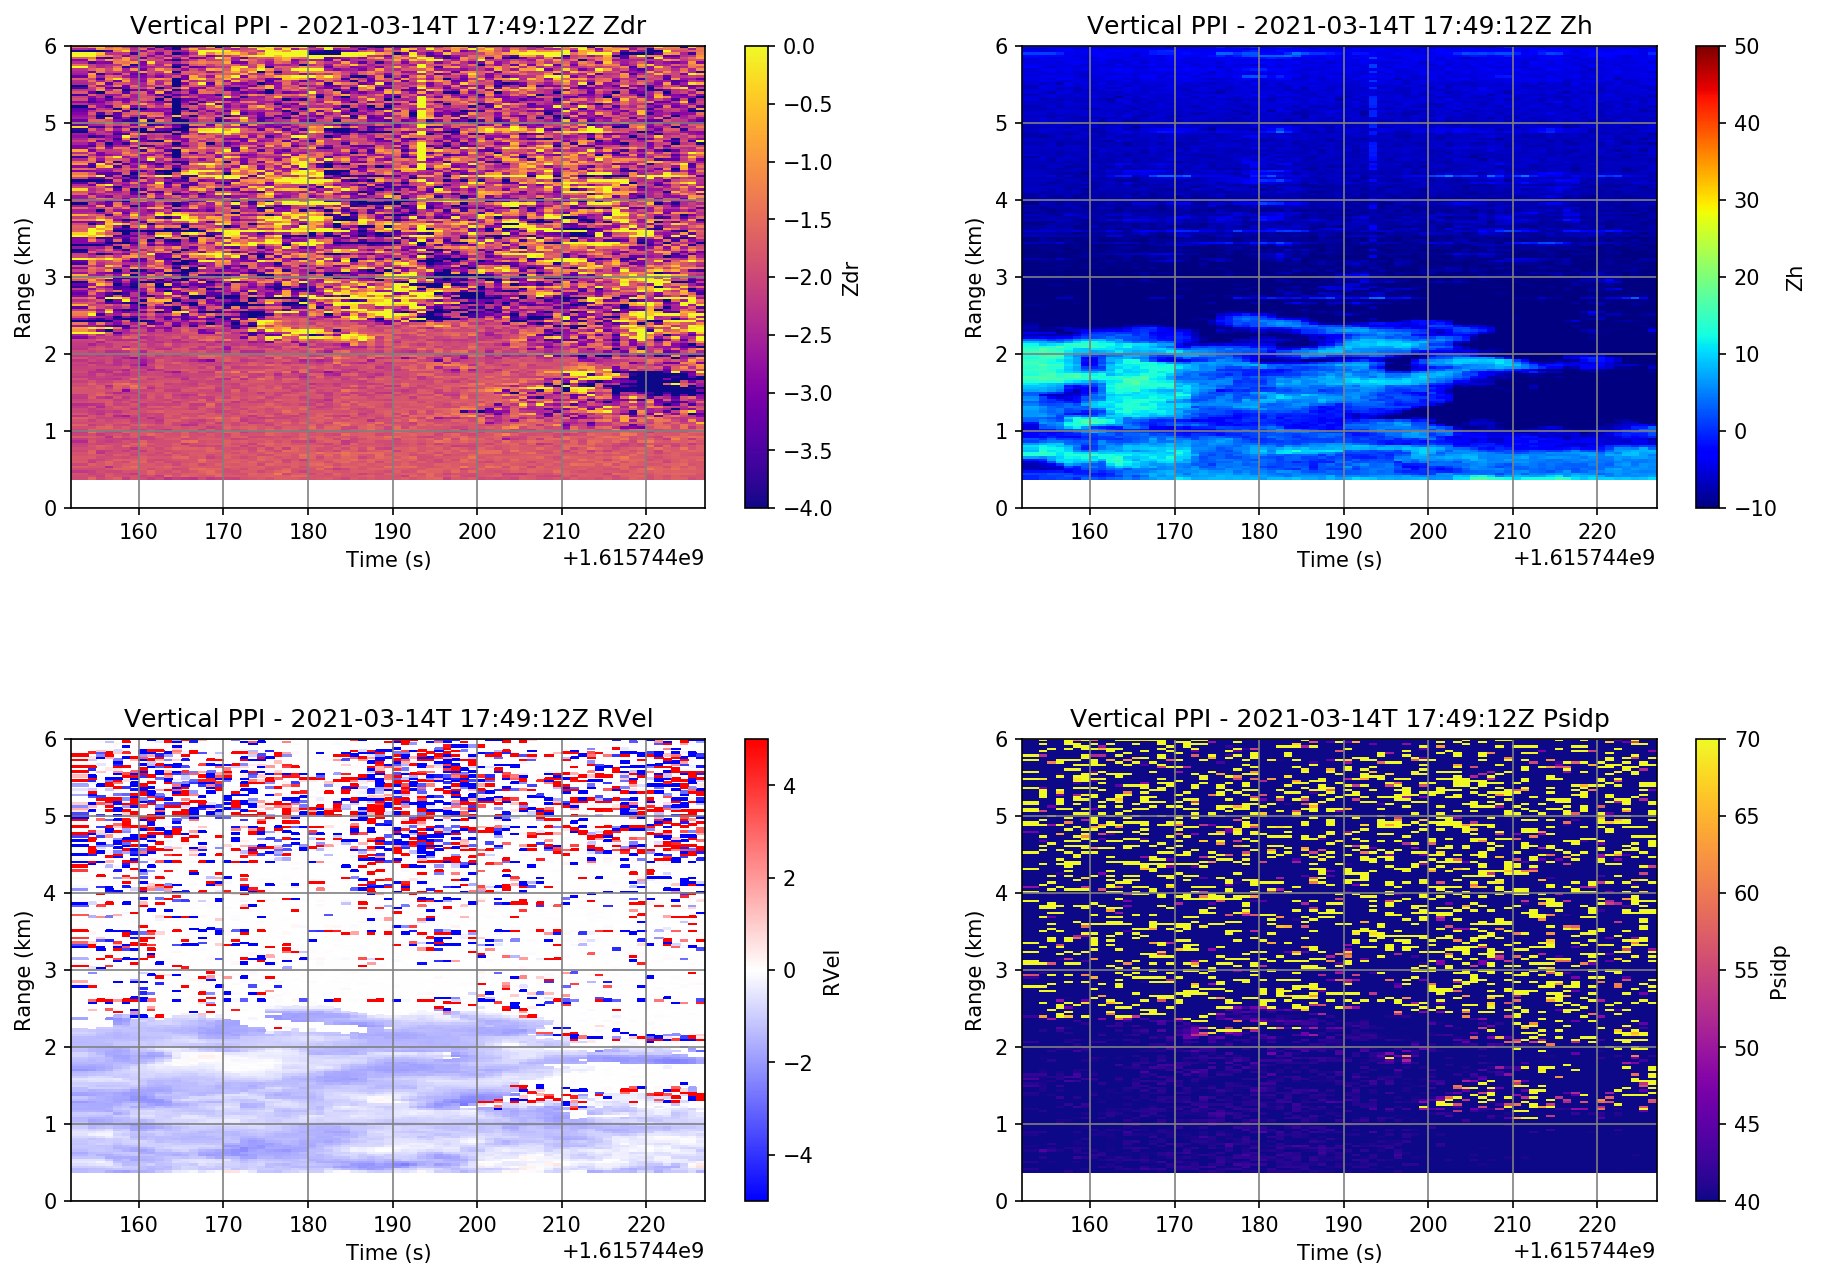 Vertical PPI - 2021-03-14T 17:49:12Z Zdr
6
5
4
3
2
1
0
Range (km)
160 170 180 190 200 210 220
Time (s)
+1.615744e9
0.0
−0.5
−1.0
−1.5
−2.0
−2.5
−3.0
−3.5
−4.0
Zdr
Vertical PPI - 2021-03-14T 17:49:12Z Zh
6
5
4
3
2
1
0
Range (km)
160 170 180 190 200 210 220
Time (s)
+1.615744e9
50
40
30
20
10
0
−10
Zh
Vertical PPI - 2021-03-14T 17:49:12Z RVel
6
5
4
3
2
1
0
Range (km)
160 170 180 190 200 210 220
Time (s)
+1.615744e9
4
2
0
−2
−4
RVel
Vertical PPI - 2021-03-14T 17:49:12Z Psidp
6
5
4
3
2
1
0
Range (km)
160 170 180 190 200 210 220
Time (s)
+1.615744e9
70
65
60
55
50
45
40
Psidp